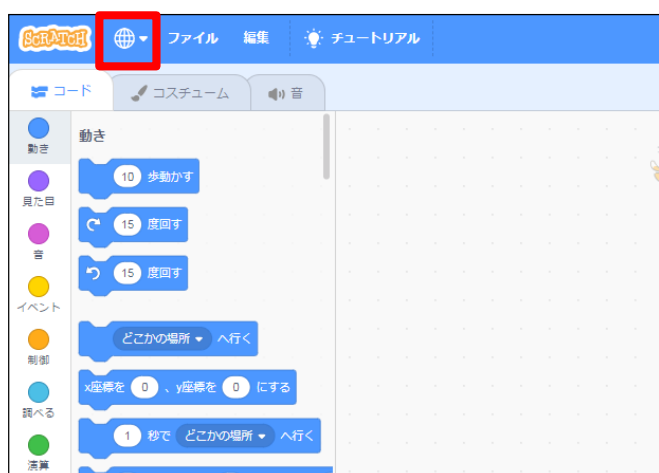 SCRATCH ファイル 編集 チュートリアル
コード コスチューム 音
動き
見た目
音
イベント
制御
調べる
演算
動き
10 歩動かす
15 度回す
15 度回す
どこかの場所 へ行く
x座標を 0 、y座標を 0 にする
1 秒で どこかの場所 へ行く